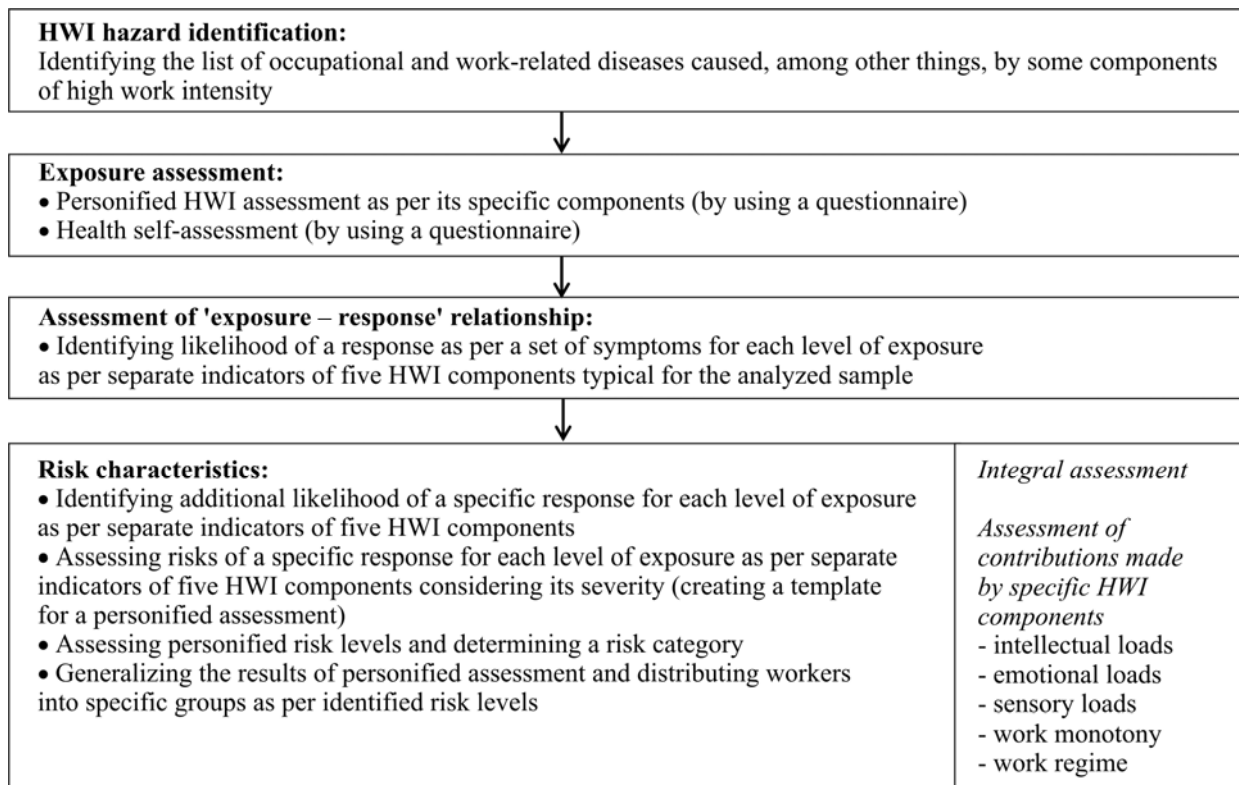 HWI hazard identification:
Identifying the list of occupational and work-related diseases caused, among other things, by some components
of high work intensity
Exposure assessment:
• Personified HWI assessment as per its specific components (by using a questionnaire)
• Health self-assessment (by using a questionnaire)
Assessment of 'exposure – response' relationship:
• Identifying likelihood of a response as per a set of symptoms for each level of exposure
as per separate indicators of five HWI components typical for the analyzed sample
Risk characteristics:
• Identifying additional likelihood of a specific response for each level of exposure
as per separate indicators of five HWI components
• Assessing risks of a specific response for each level of exposure as per separate
indicators of five HWI components considering its severity (creating a template
for a personified assessment)
• Assessing personified risk levels and determining a risk category
• Generalizing the results of personified assessment and distributing workers
into specific groups as per identified risk levels
Integral assessment
Assessment of
contributions made
by specific HWI
components
- intellectual loads
- emotional loads
- sensory loads
- work monotony
- work regime